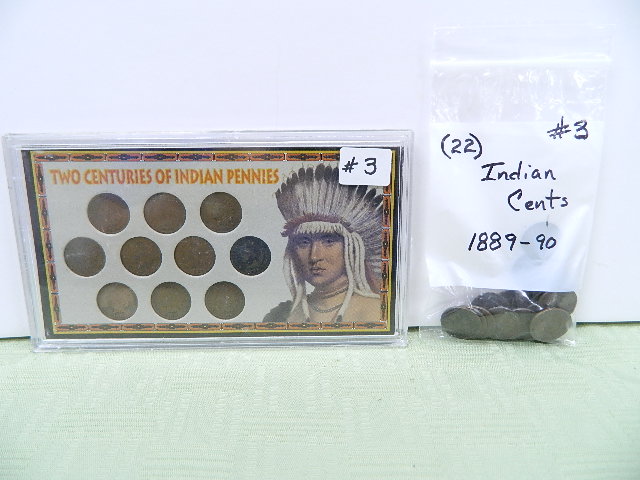 TWO CENTURIES OF INDIAN PENNIES
#3
(22) #3
Indian
Cents
1889-90